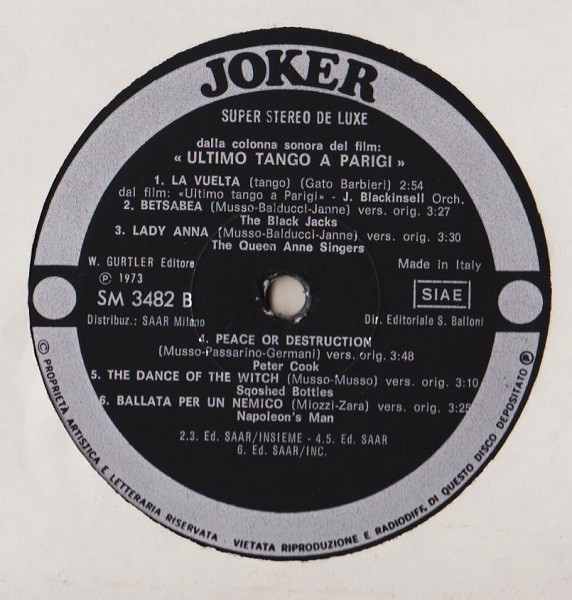 JOKER
SUPER STEREO DE LUXE
dalla colonna sonora del film:
« ULTIMO TANGO A PARIGI »
1. LA VUELTA (tango) (Gato Barbieri) 2:54
dal film: «Ultimo tango a Parigi» - J. Blackinsell Orch.
2. BETSABEA (Musso-Balducci-Janne) vers. orig. 3:27
The Black Jacks
3. LADY ANNA (Musso-Balducci-Janne) vers. orig. 3:30
The Queen Anne Singers
W. GURTLER Editore
℗ 1973
Made in Italy
SM 3482 B
SIAE
Distribuz.: SAAR Milano
Dir. Editoriale S. Balloni
4. PEACE OR DESTRUCTION
(Musso-Passarino-Germani) vers. orig. 3:48
Peter Cook
5. THE DANCE OF THE WITCH (Musso-Musso) vers. orig. 3:10
Sqoshed Bottles
6. BALLATA PER UN NEMICO (Miozzi-Zara) vers. orig. 3:25
Napoleon's Man
2.3. Ed. SAAR/INSIEME - 4.5. Ed. SAAR
6. Ed. SAAR/INC.
© PROPRIETÀ ARTISTICA E LETTERARIA RISERVATA - VIETATA RIPRODUZIONE E RADIODIFF. DI QUESTO DISCO DEPOSITATO ℗